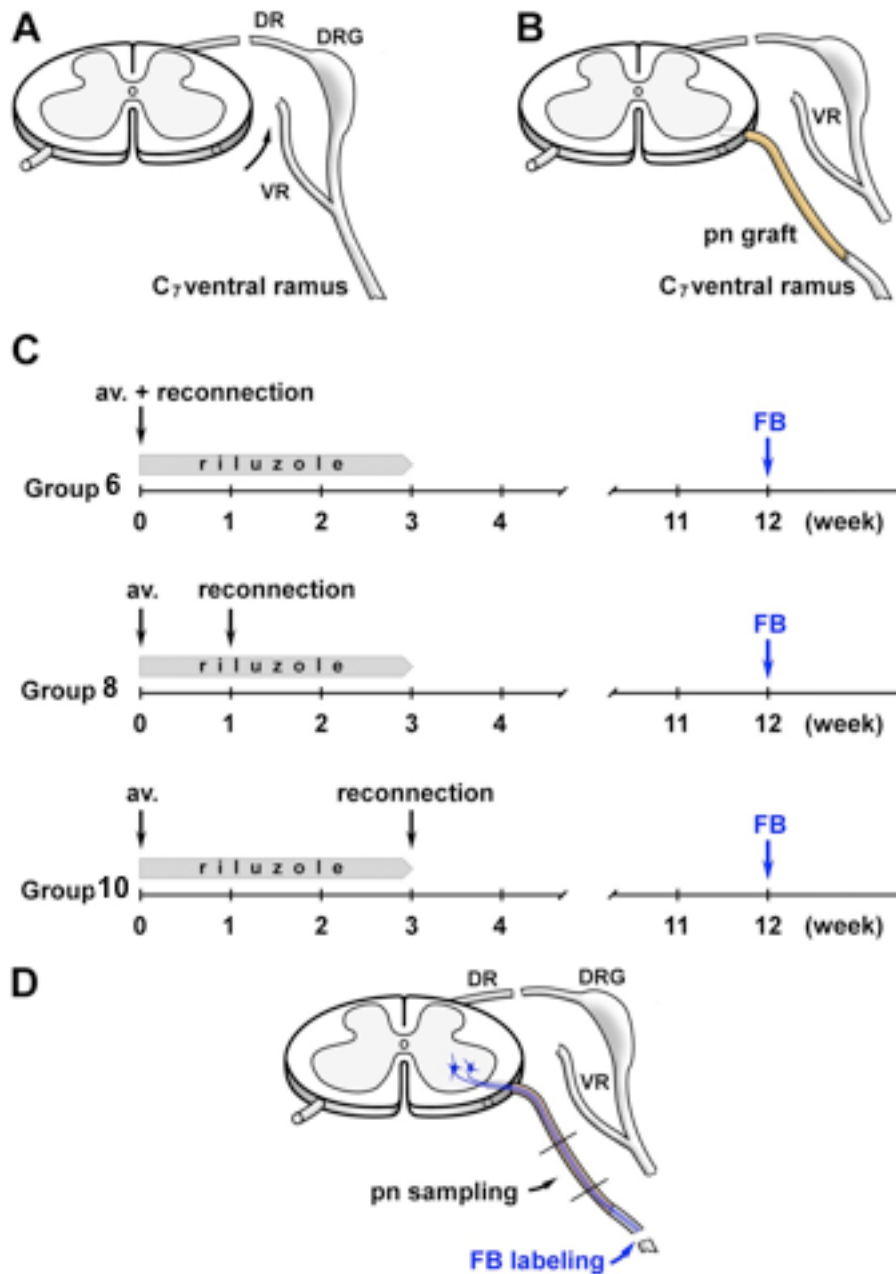 A
DR
DRG
VR
C₇ ventral ramus
B
VR
pn graft
C₇ ventral ramus
C
av. + reconnection
FB
riluzole
Group 6
0 1 2 3 4 11 12 (week)
av. reconnection
FB
riluzole
Group 8
0 1 2 3 4 11 12 (week)
av. reconnection
FB
riluzole
Group 10
0 1 2 3 4 11 12 (week)
D
DR
DRG
VR
pn sampling
FB labeling